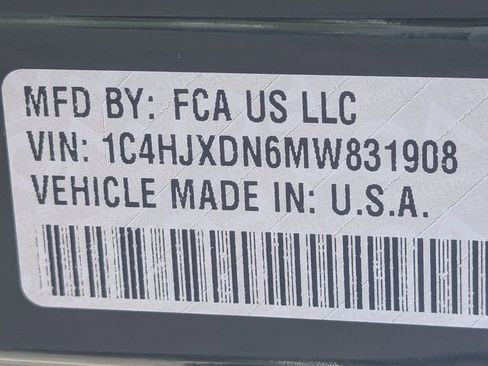 MFD BY: FCA US LLC
VIN: 1C4HJXDN6MW831908
VEHICLE MADE IN: U.S.A.